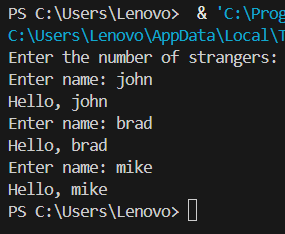 PS C:\Users\Lenovo>  & 'C:\Prog
C:\Users\Lenovo\AppData\Local\T
Enter the number of strangers:
Enter name: john
Hello, john
Enter name: brad
Hello, brad
Enter name: mike
Hello, mike
PS C:\Users\Lenovo>